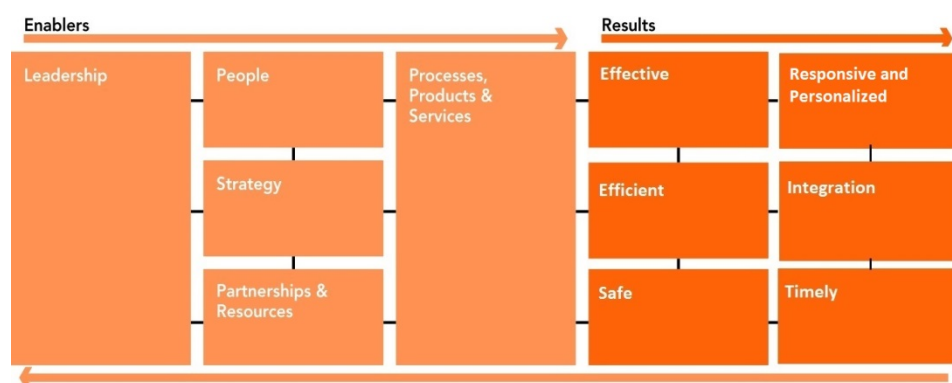 Enablers
Results
Leadership
People
Processes,
Products &
Services
Effective
Responsive and
Personalized
Strategy
Efficient
Integration
Partnerships &
Resources
Safe
Timely